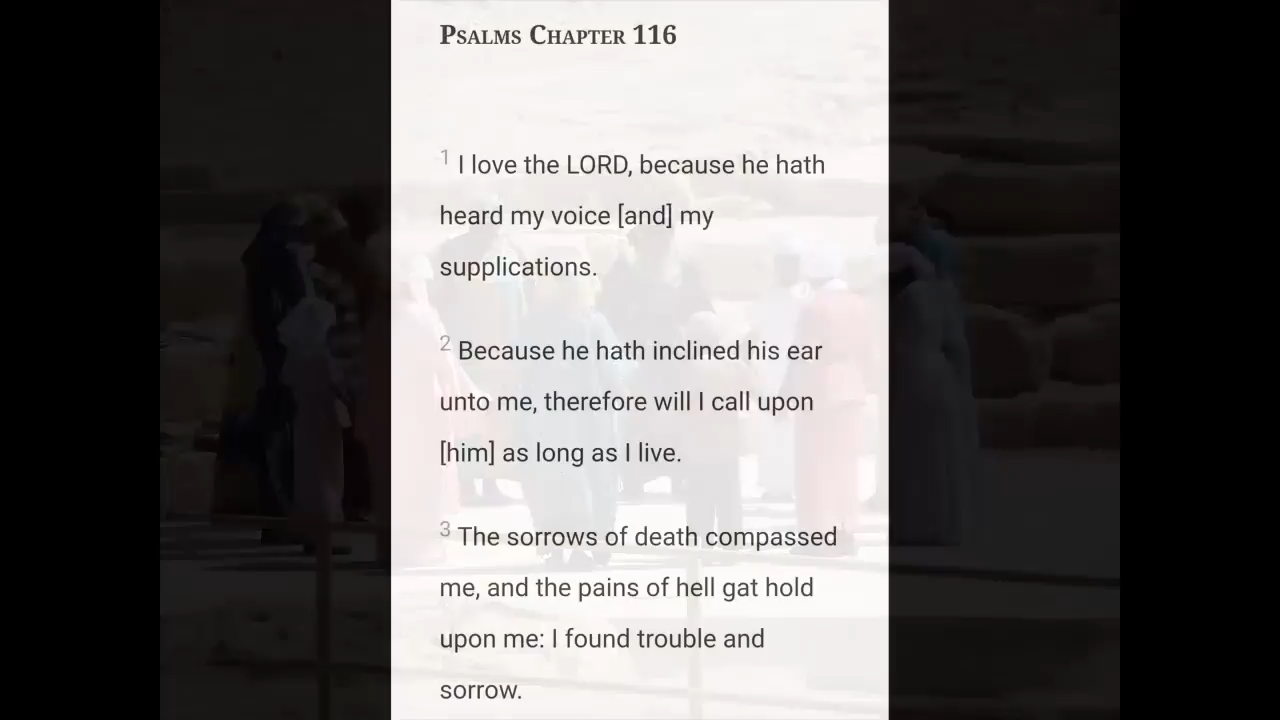 PSALMS CHAPTER 116
1 I love the LORD, because he hath
heard my voice [and] my
supplications.
2 Because he hath inclined his ear
unto me, therefore will I call upon
[him] as long as I live.
3 The sorrows of death compassed
me, and the pains of hell gat hold
upon me: I found trouble and
sorrow.